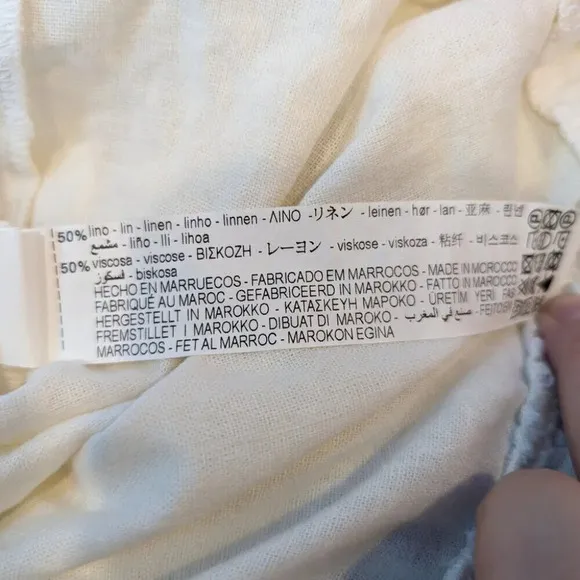 50% lino - lin - linen - linho - linnen - ΛΙΝΟ - リネン - leinen - hør - lan - 亚麻 - 린넨
مشمع - liño - lli - lihoa
50% viscosa - viscose - ΒΙΣΚΟΖΗ - レーヨン - viskose - viskoza - 粘纤 - 비스코스
فسكوز - biskosa
HECHO EN MARRUECOS - FABRICADO EM MARROCOS - MADE IN MOROCCO
FABRIQUÉ AU MAROC - GEFABRICEERD IN MAROKKO - FATTO IN MAROCCO
HERGESTELLT IN MAROKKO - ΚΑΤΑΣΚΕΥΗ ΜΑΡΟΚΟ - ÜRETİM YERİ FAS
FREMSTILLET I MAROKKO - DIBUAT DI MAROKO - صنع في المغرب - FEITO EN
MARROCOS - FET AL MARROC - MAROKON EGINA